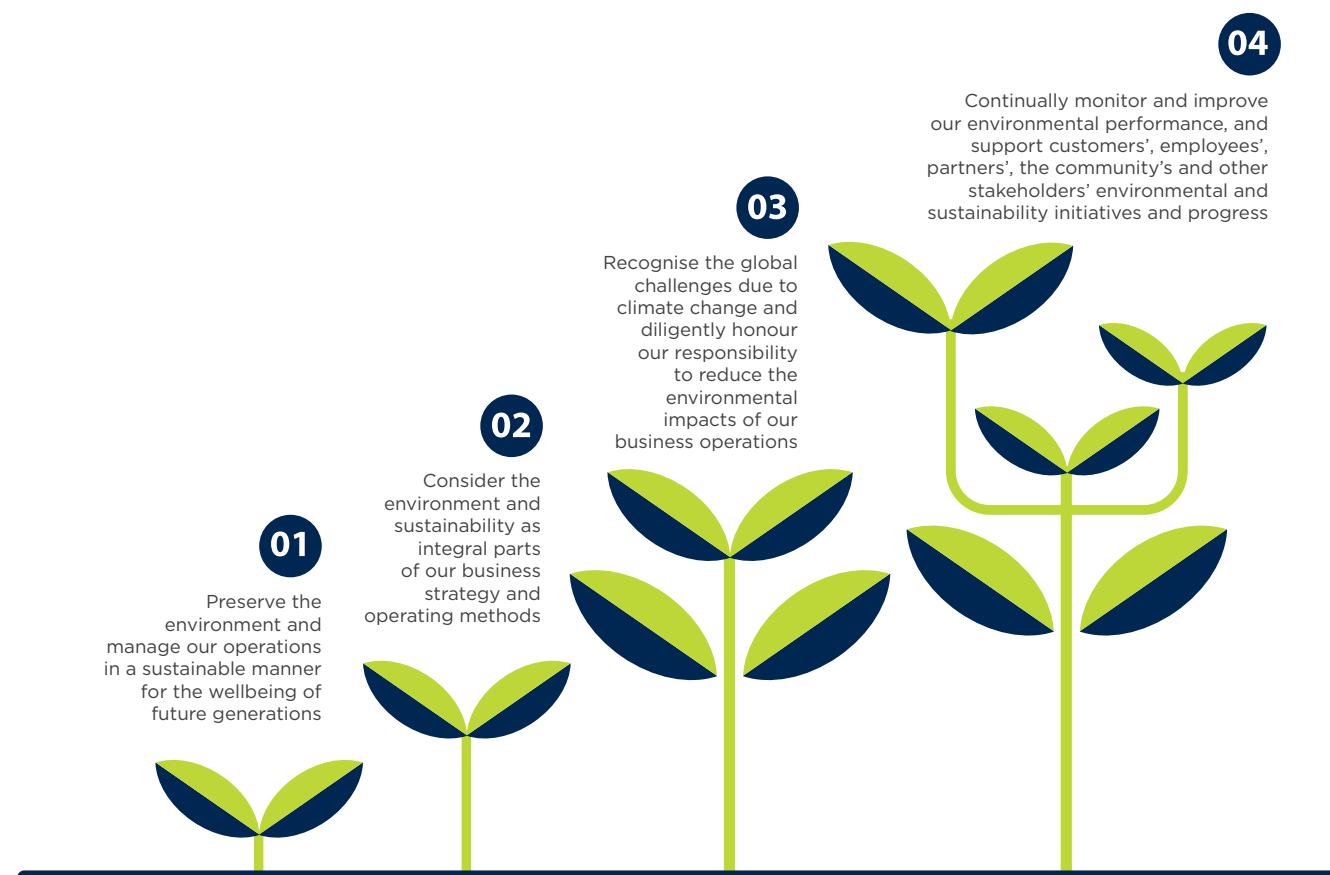 01
Preserve the
environment and
manage our operations
in a sustainable manner
for the wellbeing of
future generations
02
Consider the
environment and
sustainability as
integral parts
of our business
strategy and
operating methods
03
Recognise the global
challenges due to
climate change and
diligently honour
our responsibility
to reduce the
environmental
impacts of our
business operations
04
Continually monitor and improve
our environmental performance, and
support customers’, employees’,
partners’, the community’s and other
stakeholders’ environmental and
sustainability initiatives and progress